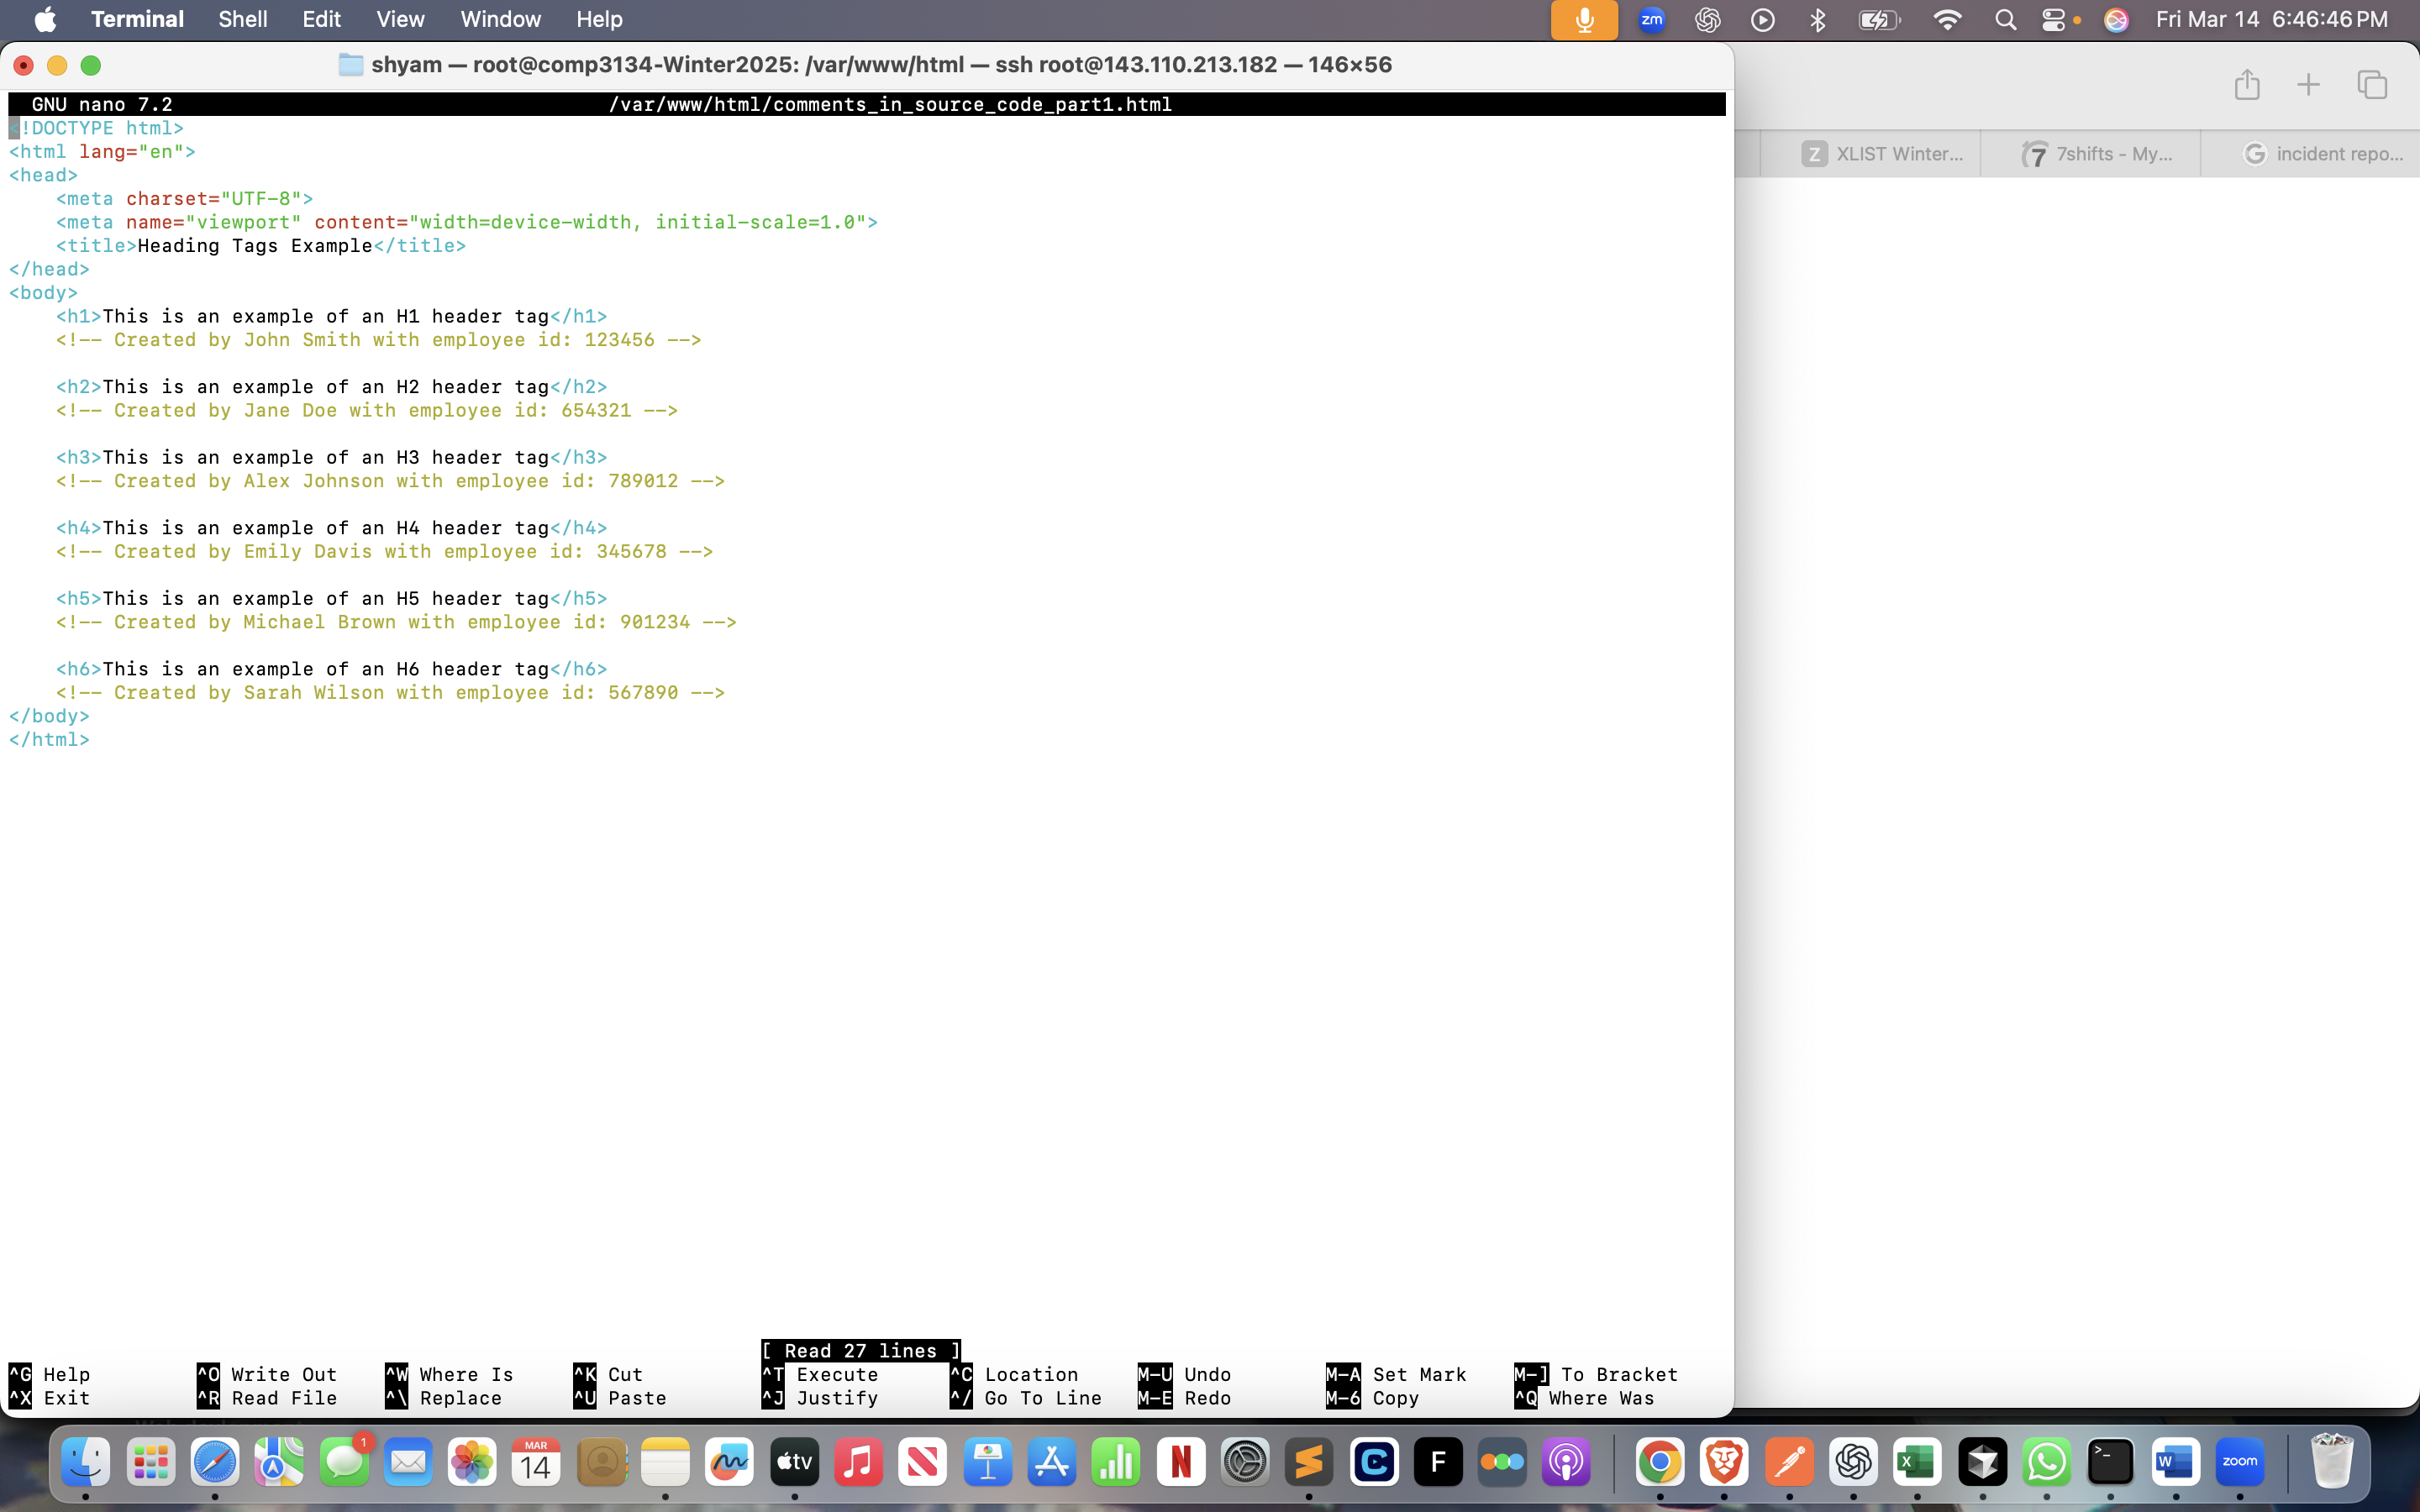 Terminal Shell Edit View Window Help zm Fri Mar 14 6:46:46 PM
shyam — root@comp3134-Winter2025: /var/www/html — ssh root@143.110.213.182 — 146×56
GNU nano 7.2 /var/www/html/comments_in_source_code_part1.html
Z XLIST Winter... 7 7shifts - My... G incident repo...
<!DOCTYPE html>
<html lang="en">
<head>
    <meta charset="UTF-8">
    <meta name="viewport" content="width=device-width, initial-scale=1.0">
    <title>Heading Tags Example</title>
</head>
<body>
    <h1>This is an example of an H1 header tag</h1>
    <!-- Created by John Smith with employee id: 123456 -->
    <h2>This is an example of an H2 header tag</h2>
    <!-- Created by Jane Doe with employee id: 654321 -->
    <h3>This is an example of an H3 header tag</h3>
    <!-- Created by Alex Johnson with employee id: 789012 -->
    <h4>This is an example of an H4 header tag</h4>
    <!-- Created by Emily Davis with employee id: 345678 -->
    <h5>This is an example of an H5 header tag</h5>
    <!-- Created by Michael Brown with employee id: 901234 -->
    <h6>This is an example of an H6 header tag</h6>
    <!-- Created by Sarah Wilson with employee id: 567890 -->
</body>
</html>
[ Read 27 lines ]
^G Help ^O Write Out ^W Where Is ^K Cut ^T Execute ^C Location M-U Undo M-A Set Mark M-] To Bracket
^X Exit ^R Read File ^\ Replace ^U Paste ^J Justify ^/ Go To Line M-E Redo M-6 Copy ^Q Where Was
1 MAR 14 tv N C F X >_ W zoom